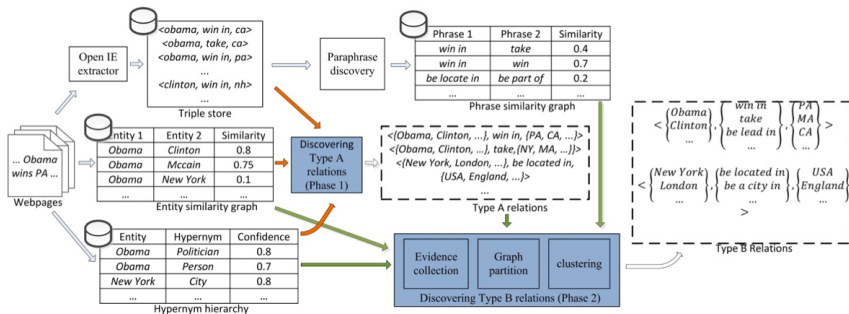 ... Obama
wins PA ...
Webpages
Open IE
extractor
<obama, win in, ca>
<obama, take, ca>
<obama, win in, pa>
...
<clinton, win in, nh>
...
Triple store
Paraphrase
discovery
Phrase 1 Phrase 2 Similarity
win in take 0.4
win in win 0.7
be locate in be part of 0.2
... ... ...
Phrase similarity graph
Entity 1 Entity 2 Similarity
Obama Clinton 0.8
Obama Mccain 0.75
Obama New York 0.1
... ... ...
Entity similarity graph
Discovering
Type A
relations
(Phase 1)
<{Obama, Clinton, ...}, win in, {PA, CA, ...}>
<{Obama, Clinton, ...}, take,{NY, MA, ...}}>
<{New York, London, ...}, be located in,
{USA, England, ...}>
Type A relations
Entity Hypernym Confidence
Obama Politician 0.8
Obama Person 0.7
New York City 0.8
... ... ...
Hypernym hierarchy
Evidence
collection
Graph
partition
clustering
Discovering Type B relations (Phase 2)
< {Obama Clinton ...}, {win in take be lead in ...}, {PA MA CA ...} >
< {New York London ...}, {be located in be a city in ...}, {USA England ...}
>
Type B Relations